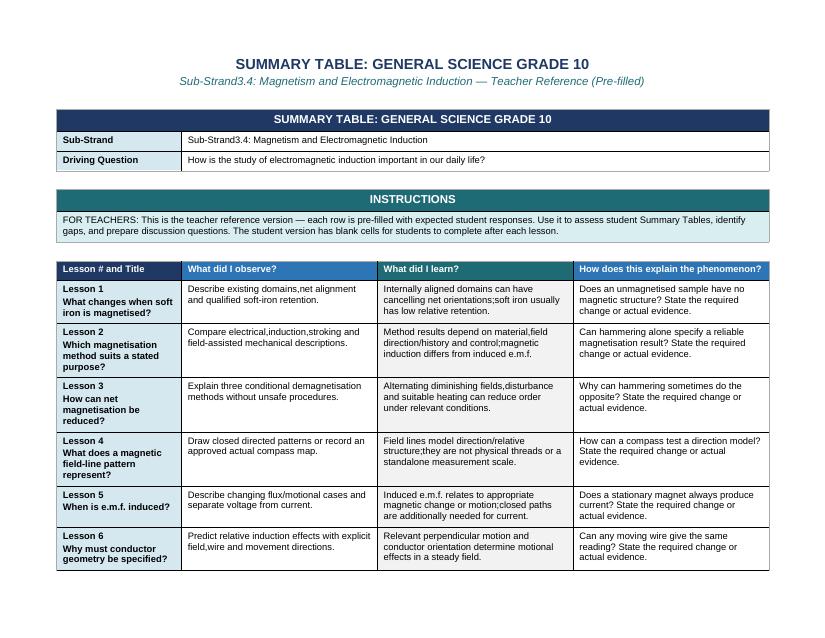 SUMMARY TABLE: GENERAL SCIENCE GRADE 10
Sub-Strand3.4: Magnetism and Electromagnetic Induction — Teacher Reference (Pre-filled)
SUMMARY TABLE: GENERAL SCIENCE GRADE 10
Sub-Strand
Sub-Strand3.4: Magnetism and Electromagnetic Induction
Driving Question
How is the study of electromagnetic induction important in our daily life?
INSTRUCTIONS
FOR TEACHERS: This is the teacher reference version — each row is pre-filled with expected student responses. Use it to assess student Summary Tables, identify
gaps, and prepare discussion questions. The student version has blank cells for students to complete after each lesson.
Lesson # and Title
What did I observe?
What did I learn?
How does this explain the phenomenon?
Lesson 1
What changes when soft
iron is magnetised?
Describe existing domains,net alignment
and qualified soft-iron retention.
Internally aligned domains can have
cancelling net orientations;soft iron usually
has low relative retention.
Does an unmagnetised sample have no
magnetic structure? State the required
change or actual evidence.
Lesson 2
Which magnetisation
method suits a stated
purpose?
Compare electrical,induction,stroking and
field-assisted mechanical descriptions.
Method results depend on material,field
direction/history and control;magnetic
induction differs from induced e.m.f.
Can hammering alone specify a reliable
magnetisation result? State the required
change or actual evidence.
Lesson 3
How can net
magnetisation be
reduced?
Explain three conditional demagnetisation
methods without unsafe procedures.
Alternating diminishing fields,disturbance
and suitable heating can reduce order
under relevant conditions.
Why can hammering sometimes do the
opposite? State the required change or
actual evidence.
Lesson 4
What does a magnetic
field-line pattern
represent?
Draw closed directed patterns or record an
approved actual compass map.
Field lines model direction/relative
structure;they are not physical threads or a
standalone measurement scale.
How can a compass test a direction model?
State the required change or actual
evidence.
Lesson 5
When is e.m.f. induced?
Describe changing flux/motional cases and
separate voltage from current.
Induced e.m.f. relates to appropriate
magnetic change or motion;closed paths
are additionally needed for current.
Does a stationary magnet always produce
current? State the required change or
actual evidence.
Lesson 6
Why must conductor
geometry be specified?
Predict relative induction effects with explicit
field,wire and movement directions.
Relevant perpendicular motion and
conductor orientation determine motional
effects in a steady field.
Can any moving wire give the same
reading? State the required change or
actual evidence.